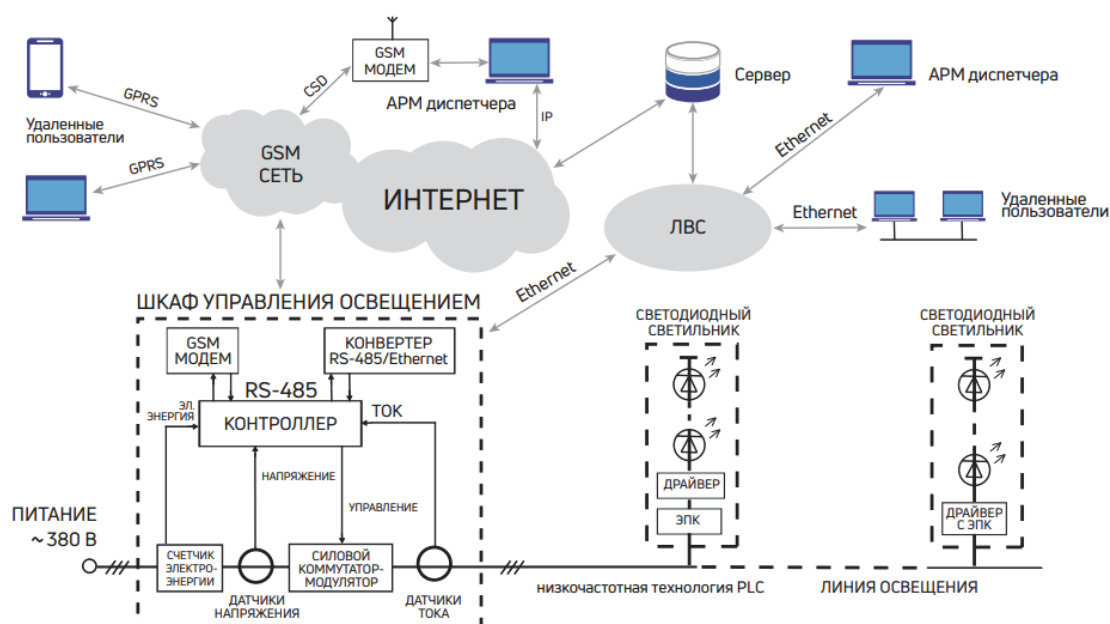 GSM
МОДЕМ
CSD
АРМ диспетчера
IP
Сервер
АРМ диспетчера
GPRS
Удаленные
пользователи
GPRS
GSM
СЕТЬ
ИНТЕРНЕТ
ЛВС
Ethernet
Ethernet
Удаленные
пользователи
Ethernet
ШКАФ УПРАВЛЕНИЯ ОСВЕЩЕНИЕМ
GSM
МОДЕМ
КОНВЕРТЕР
RS-485/Ethernet
RS-485
ЭЛ.
ЭНЕРГИЯ
КОНТРОЛЛЕР
ТОК
НАПРЯЖЕНИЕ
УПРАВЛЕНИЕ
ПИТАНИЕ
~ 380 В
СЧЕТЧИК
ЭЛЕКТРО-
ЭНЕРГИИ
СИЛОВОЙ
КОММУТАТОР-
МОДУЛЯТОР
ДАТЧИКИ
НАПРЯЖЕНИЯ
ДАТЧИКИ
ТОКА
СВЕТОДИОДНЫЙ
СВЕТИЛЬНИК
ДРАЙВЕР
ЭПК
СВЕТОДИОДНЫЙ
СВЕТИЛЬНИК
ДРАЙВЕР
С ЭПК
низкочастотная технология PLC
ЛИНИЯ ОСВЕЩЕНИЯ